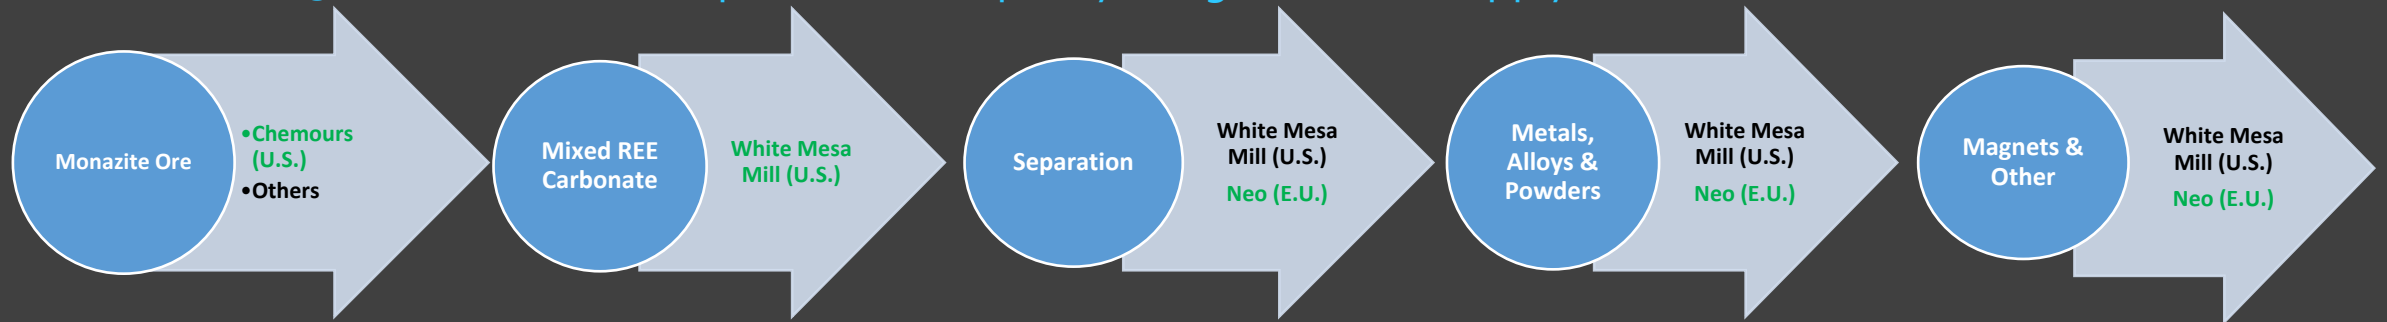 Monazite Ore
•Chemours
(U.S.)
•Others
Mixed REE
Carbonate
White Mesa
Mill (U.S.)
Separation
White Mesa
Mill (U.S.)
Neo (E.U.)
Metals,
Alloys &
Powders
White Mesa
Mill (U.S.)
Neo (E.U.)
Magnets &
Other
White Mesa
Mill (U.S.)
Neo (E.U.)